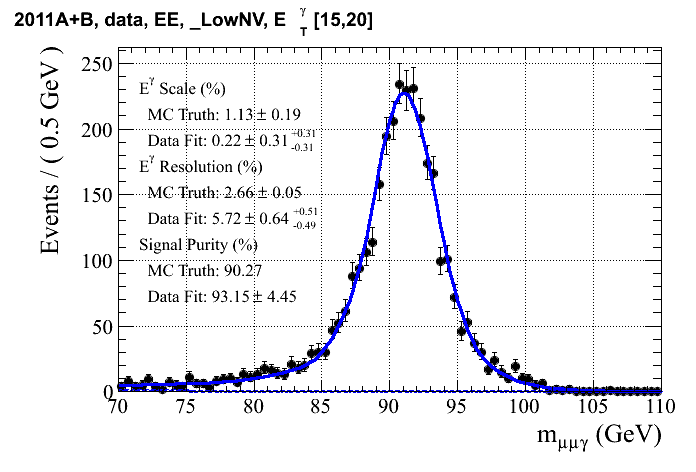 2011A+B, data, EE, _LowNV, E γ T [15,20]
Events / ( 0.5 GeV )
250
200
150
100
50
0
E^γ Scale (%)
MC Truth: 1.13 ± 0.19
Data Fit: 0.22 ± 0.31 +0.31 -0.31
E^γ Resolution (%)
MC Truth: 2.66 ± 0.05
Data Fit: 5.72 ± 0.64 +0.51 -0.49
Signal Purity (%)
MC Truth: 90.27
Data Fit: 93.15 ± 4.45
70 75 80 85 90 95 100 105 110
m_μμγ (GeV)